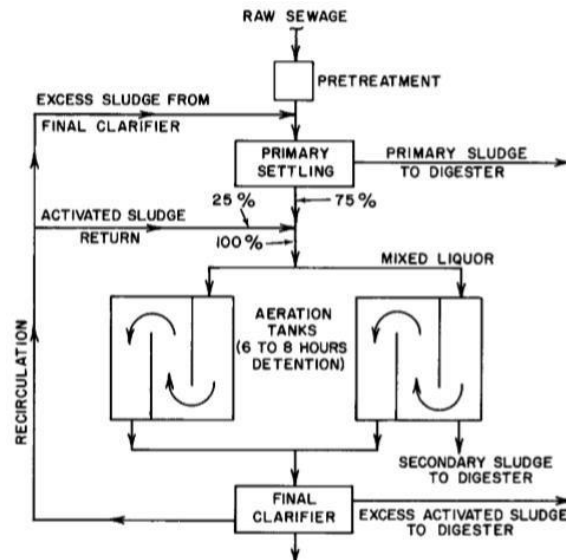 RAW SEWAGE
PRETREATMENT
EXCESS SLUDGE FROM
FINAL CLARIFIER
PRIMARY
SETTLING
PRIMARY SLUDGE
TO DIGESTER
25%
75%
ACTIVATED SLUDGE
RETURN
100%
MIXED LIQUOR
AERATION
TANKS
(6 TO 8 HOURS
DETENTION)
RECIRCULATION
SECONDARY SLUDGE
TO DIGESTER
FINAL
CLARIFIER
EXCESS ACTIVATED SLUDGE
TO DIGESTER